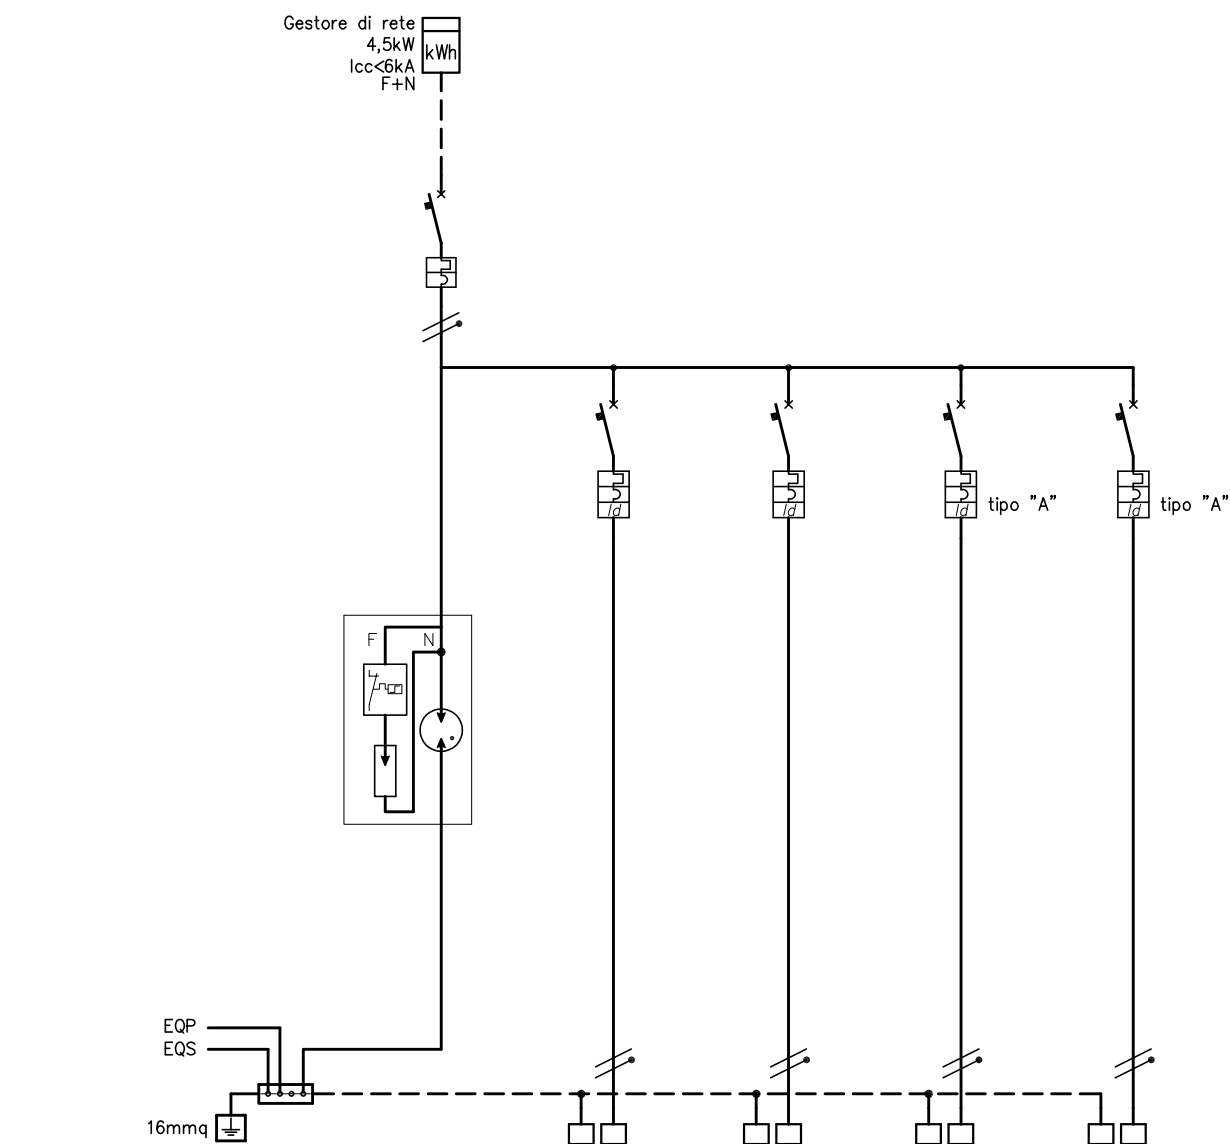 Gestore di rete
4,5kW
kWh
Icc<6kA
F+N
Id
Id
Id
tipo "A"
Id
tipo "A"
F
N
EQP
EQS
16mmq